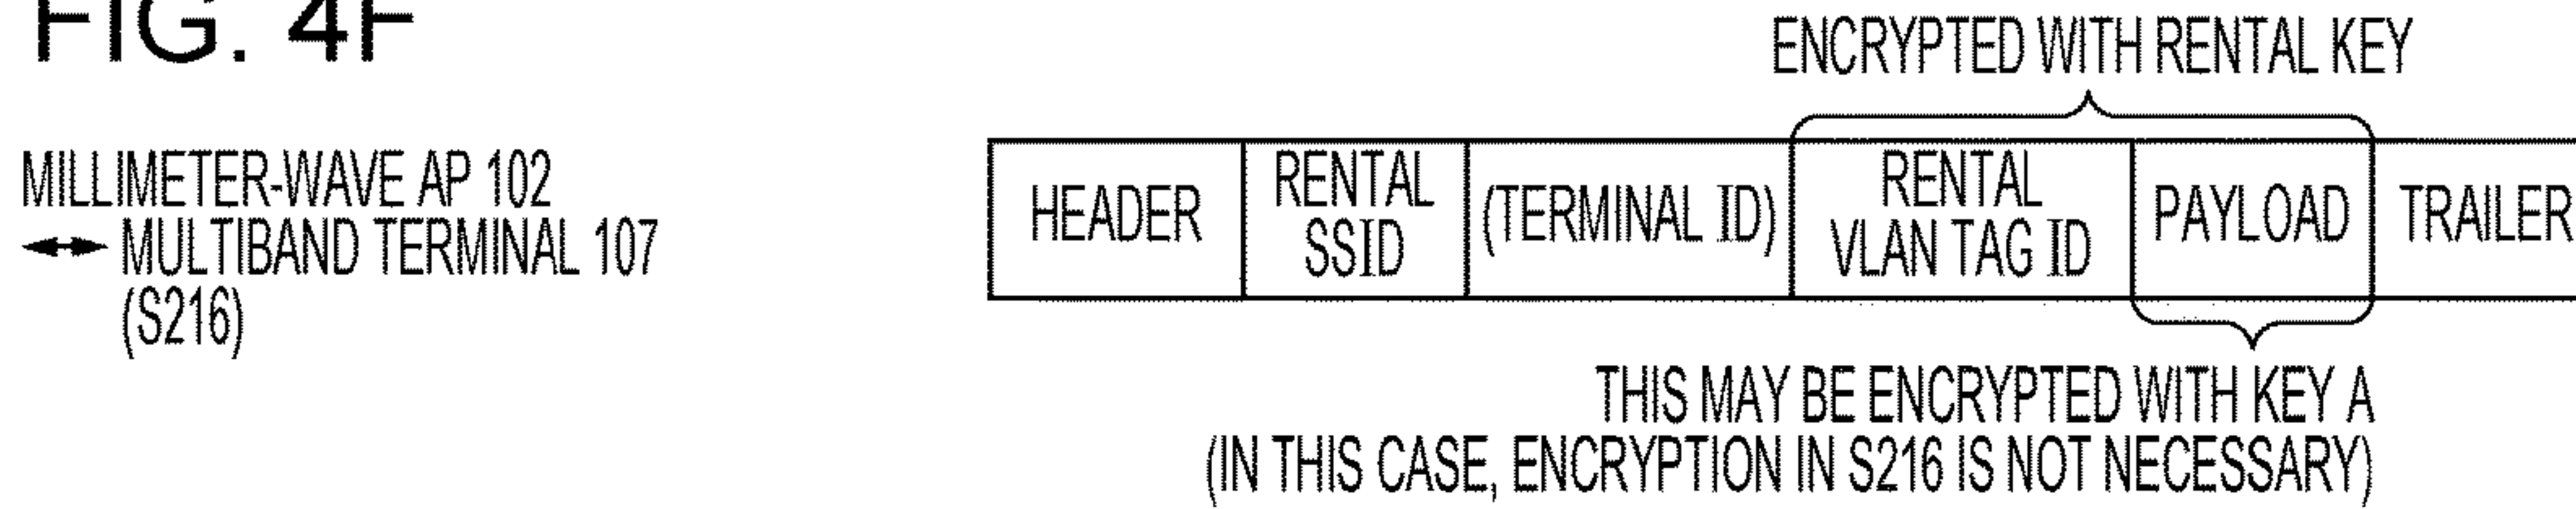 FIG. 4F
ENCRYPTED WITH RENTAL KEY
MILLIMETER-WAVE AP 102
MULTIBAND TERMINAL 107
(S216)
HEADER
RENTAL
SSID
(TERMINAL ID)
RENTAL
VLAN TAG ID
PAYLOAD
TRAILER
THIS MAY BE ENCRYPTED WITH KEY A
(IN THIS CASE, ENCRYPTION IN S216 IS NOT NECESSARY)